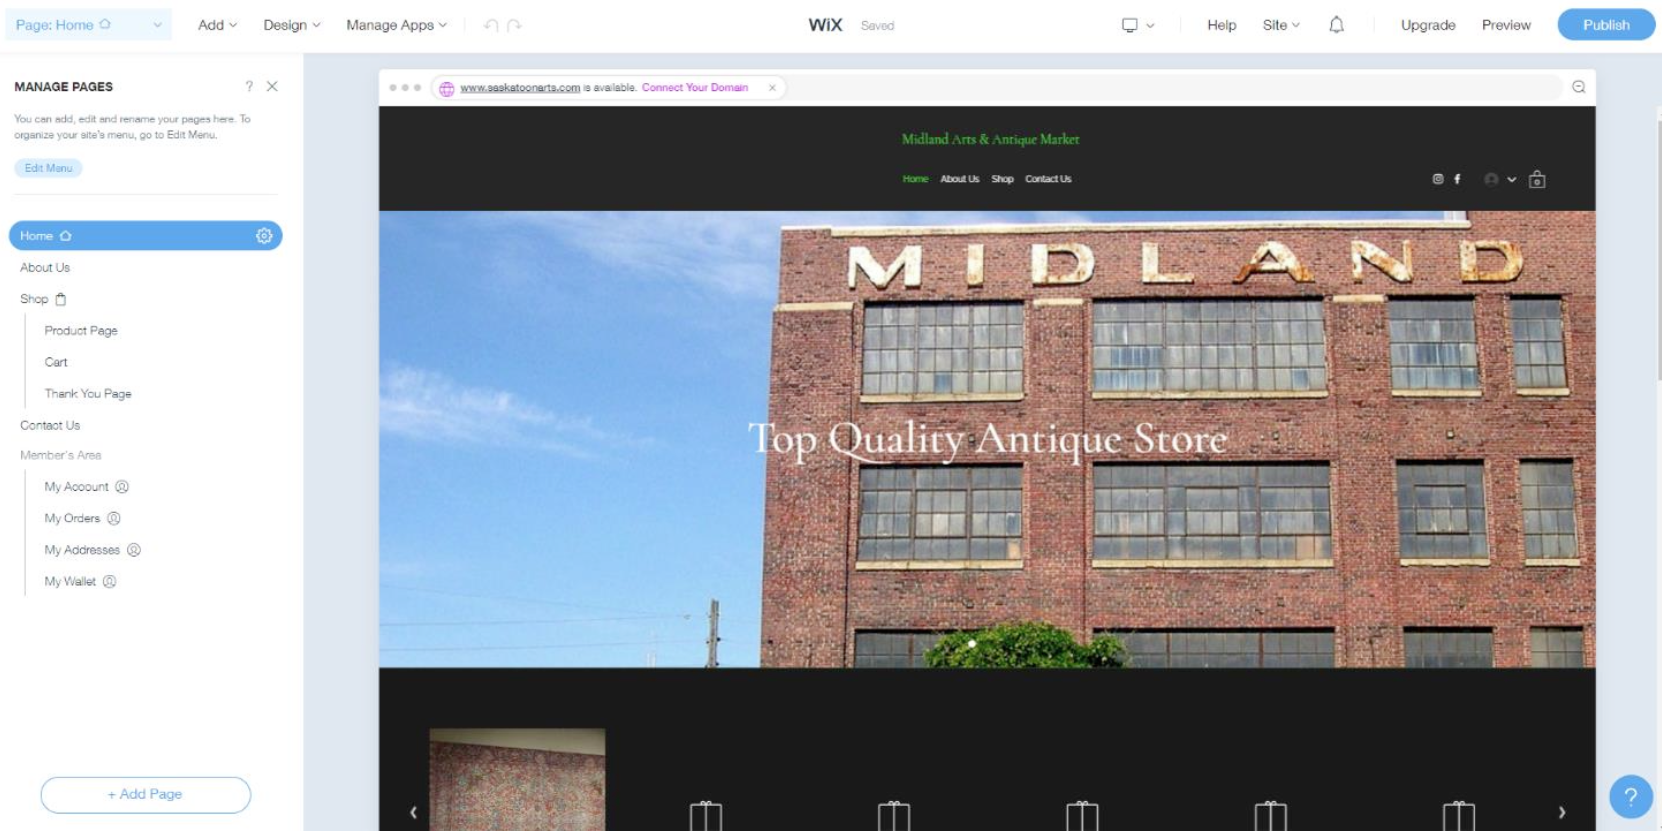 Page: Home
Add
Design
Manage Apps
WiX
Saved
Help
Site
Upgrade
Preview
Publish
MANAGE PAGES
?
You can add, edit and rename your pages here. To
organize your site's menu, go to Edit Menu.
Edit Menu
Home
About Us
Shop
Product Page
Cart
Thank You Page
Contact Us
Member's Area
My Account
My Orders
My Addresses
My Wallet
+ Add Page
www.saskatoonarts.com is available. Connect Your Domain
Midland Arts & Antique Market
Home About Us Shop Contact Us
0
MIDLAND
Top Quality Antique Store
?